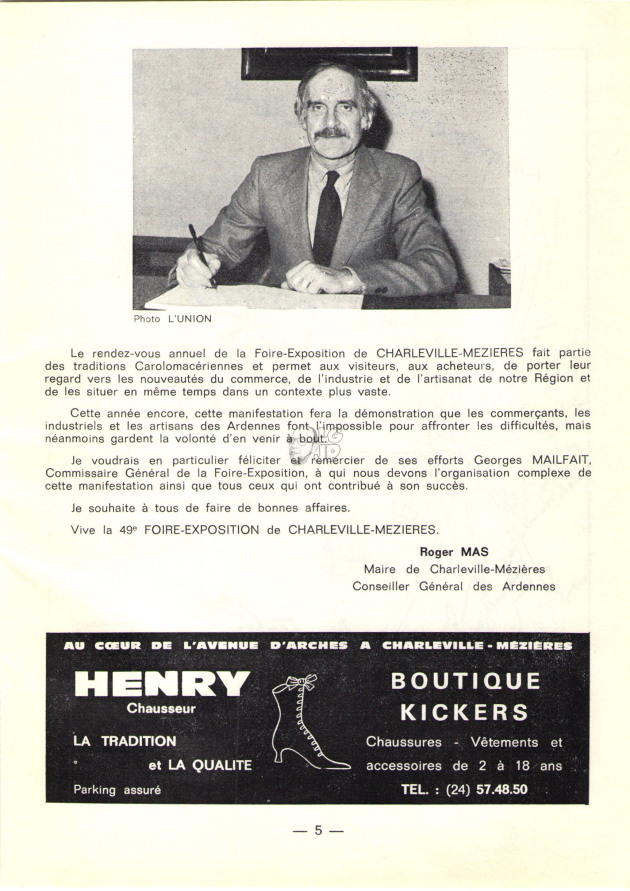 Photo L'UNION
Le rendez-vous annuel de la Foire-Exposition de CHARLEVILLE-MEZIERES fait partie
des traditions Carolomacériennes et permet aux visiteurs, aux acheteurs, de porter leur
regard vers les nouveautés du commerce, de l'industrie et de l'artisanat de notre Région et
de les situer en même temps dans un contexte plus vaste.
Cette année encore, cette manifestation fera la démonstration que les commerçants, les
industriels et les artisans des Ardennes font l'impossible pour affronter les difficultés, mais
néanmoins gardent la volonté d'en venir à bout.
Je voudrais en particulier féliciter et remercier de ses efforts Georges MAILFAIT,
Commissaire Général de la Foire-Exposition, à qui nous devons l'organisation complexe de
cette manifestation ainsi que tous ceux qui ont contribué à son succès.
Je souhaite à tous de faire de bonnes affaires.
Vive la 49e FOIRE-EXPOSITION de CHARLEVILLE-MEZIERES.
Roger MAS
Maire de Charleville-Mézières
Conseiller Général des Ardennes
AU CŒUR DE L'AVENUE D'ARCHES A CHARLEVILLE-MÉZIÈRES
HENRY
Chausseur
LA TRADITION
et LA QUALITE
Parking assuré
BOUTIQUE
KICKERS
Chaussures - Vêtements et
accessoires de 2 à 18 ans
TEL. : (24) 57.48.50
— 5 —